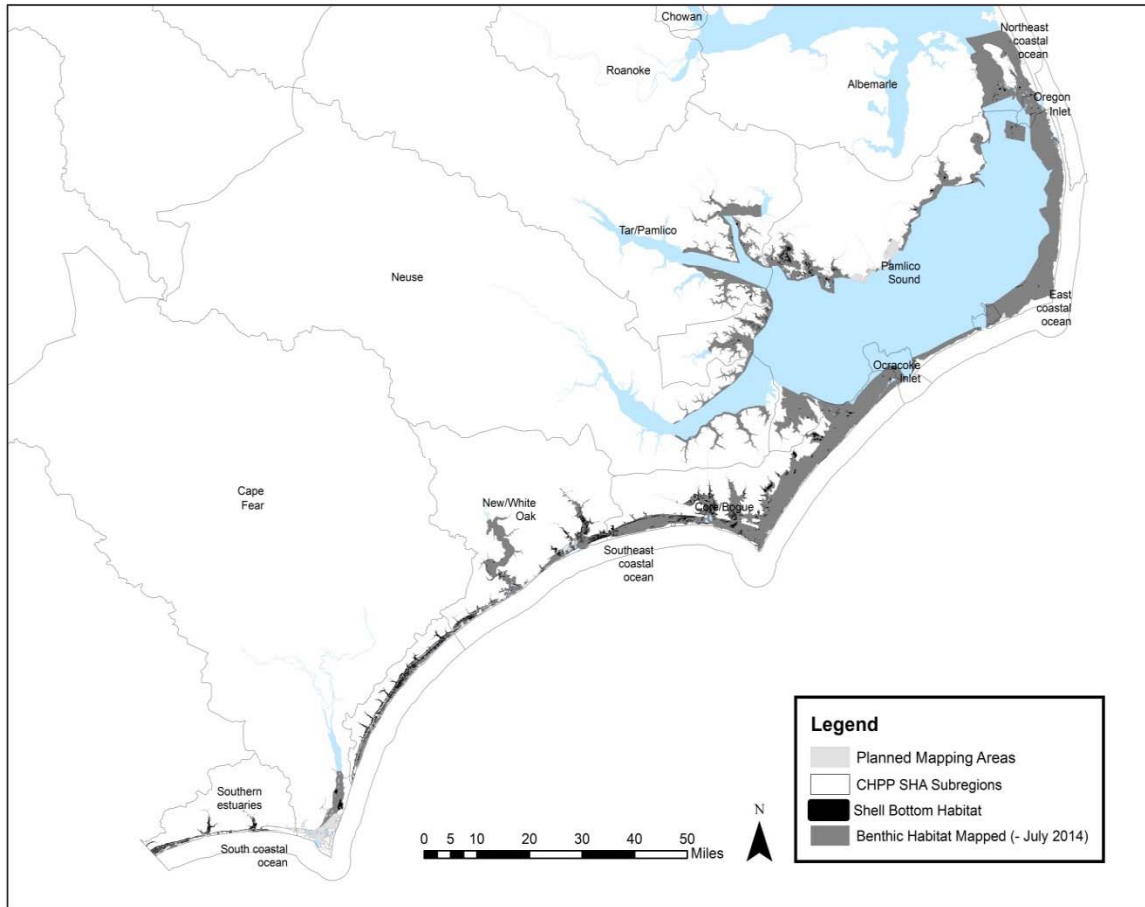 Chowan
Northeast
coastal
ocean
Roanoke
Albemarle
Oregon
Inlet
Tar/Pamlico
Neuse
Pamlico
Sound
East
coastal
ocean
Ocracoke
Inlet
Cape
Fear
New/White
Oak
Core/Bogue
Southeast
coastal
ocean
Southern
estuaries
South coastal
ocean
0 5 10 20 30 40 50
Miles
N
Legend
Planned Mapping Areas
CHPP SHA Subregions
Shell Bottom Habitat
Benthic Habitat Mapped (- July 2014)